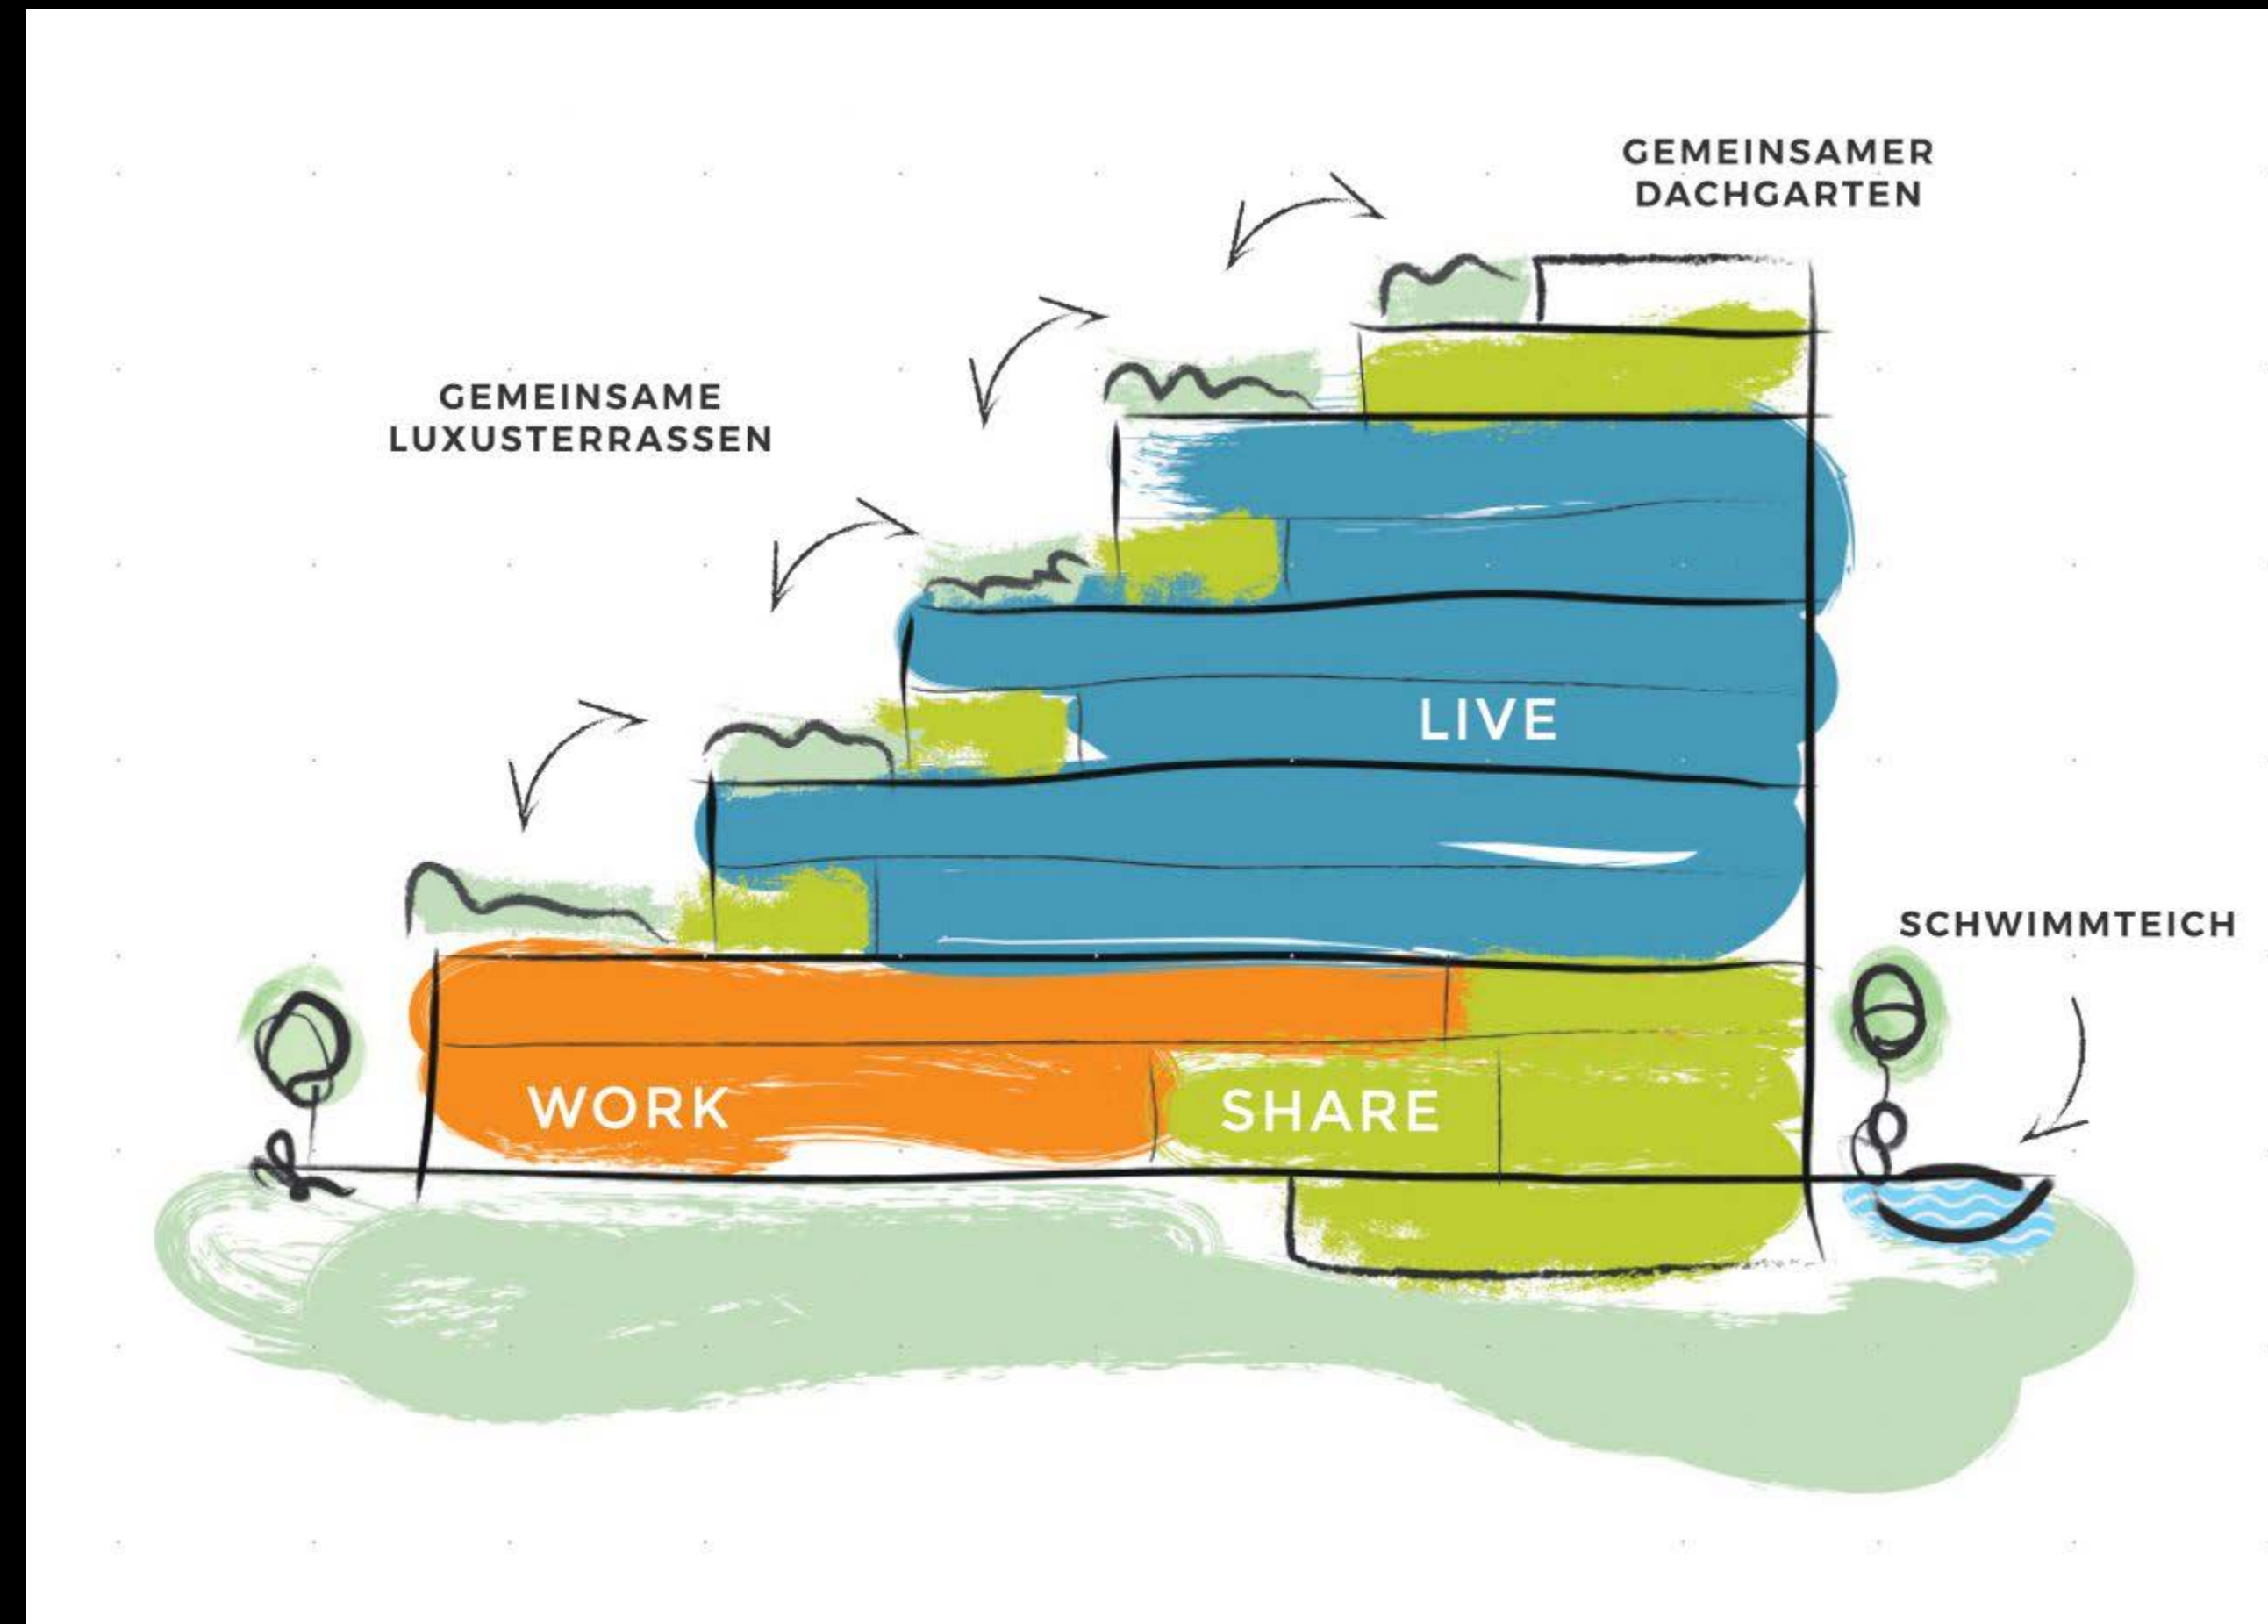 GEMEINSAMER
DACHGARTEN
GEMEINSAME
LUXUSTERRASSEN
LIVE
SCHWIMMTEICH
WORK
SHARE